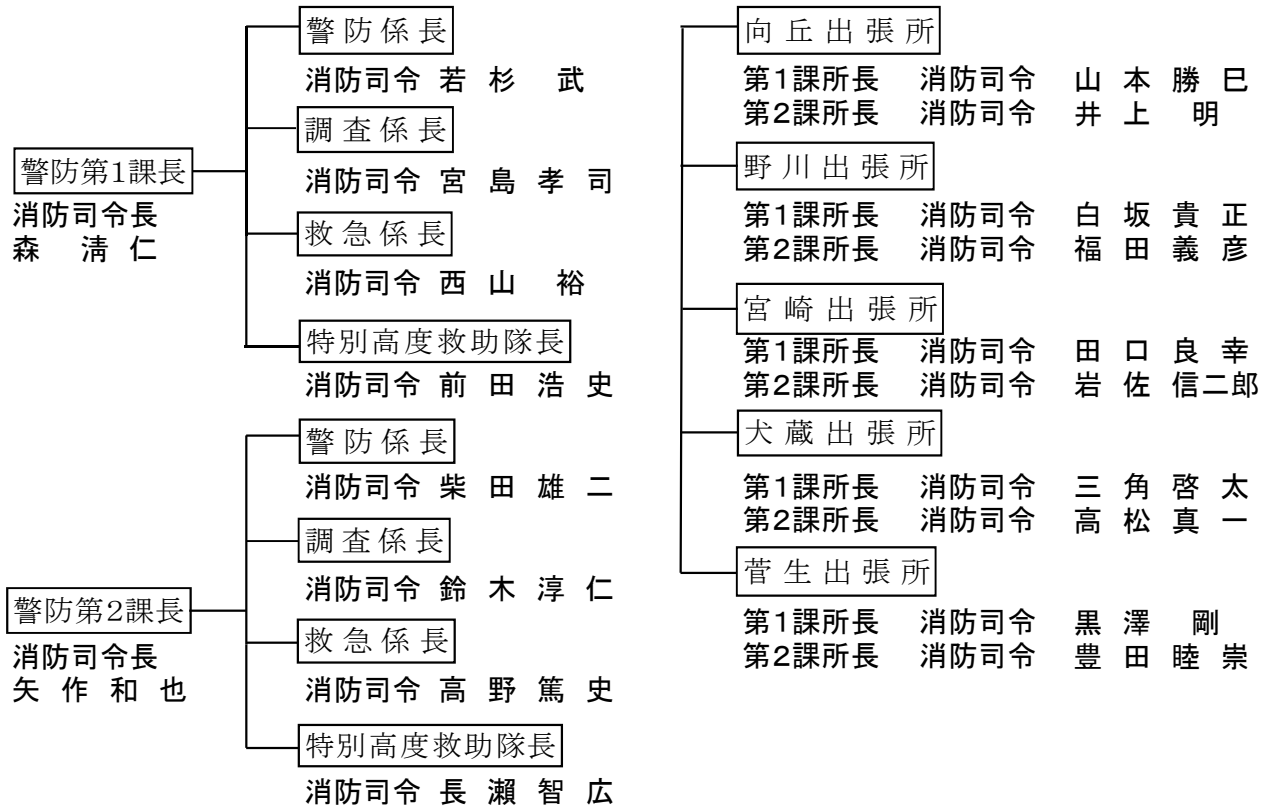 警防第1課長
消防司令長
森 淸 仁
警防係長
消防司令 若 杉 武
調査係長
消防司令 宮 島 孝 司
救急係長
消防司令 西 山 裕
特別高度救助隊長
消防司令 前 田 浩 史
警防第2課長
消防司令長
矢 作 和 也
警防係長
消防司令 柴 田 雄 二
調査係長
消防司令 鈴 木 淳 仁
救急係長
消防司令 高 野 篤 史
特別高度救助隊長
消防司令 長 瀨 智 広
向丘出張所
第1課所長 消防司令 山 本 勝 巳
第2課所長 消防司令 井 上 明
野川出張所
第1課所長 消防司令 白 坂 貴 正
第2課所長 消防司令 福 田 義 彦
宮崎出張所
第1課所長 消防司令 田 口 良 幸
第2課所長 消防司令 岩 佐 信二郎
犬蔵出張所
第1課所長 消防司令 三 角 啓 太
第2課所長 消防司令 高 松 真 一
菅生出張所
第1課所長 消防司令 黒 澤 剛
第2課所長 消防司令 豊 田 睦 崇